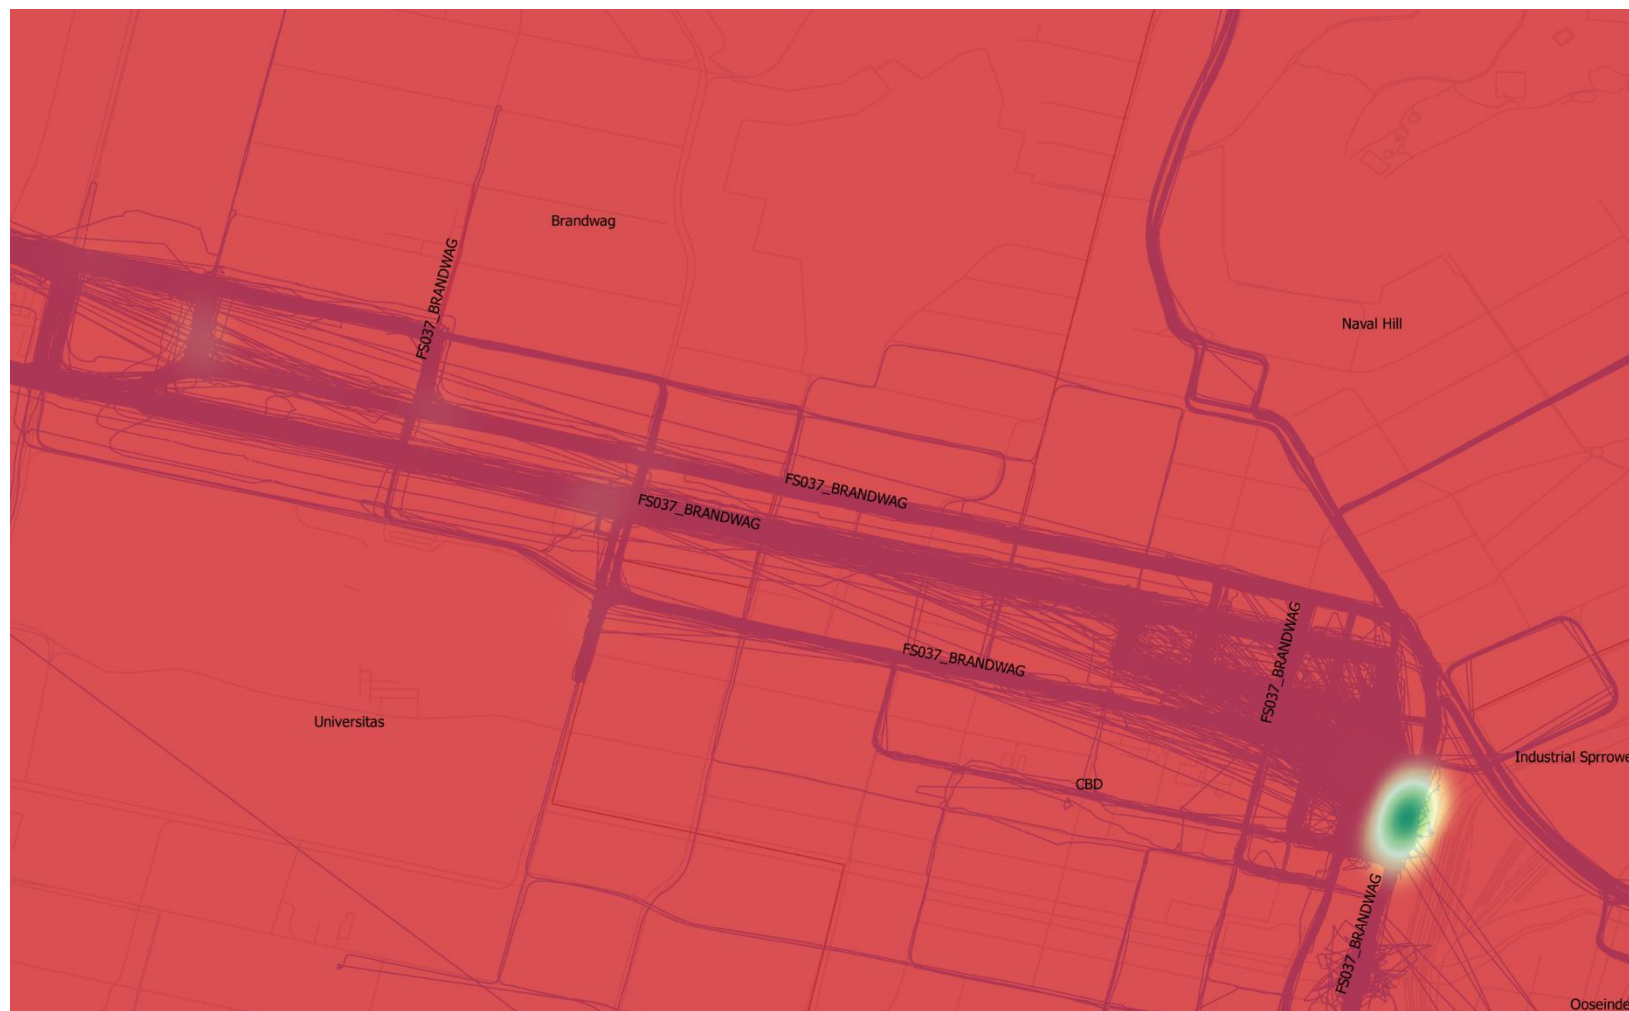 Brandwag
FS037_BRANDWAG
Naval Hill
FS037_BRANDWAG
FS037_BRANDWAG
FS037_BRANDWAG
FS037_BRANDWAG
Universitas
Industrial Sprrowe
CBD
FS037_BRANDWAG
Ooseinde